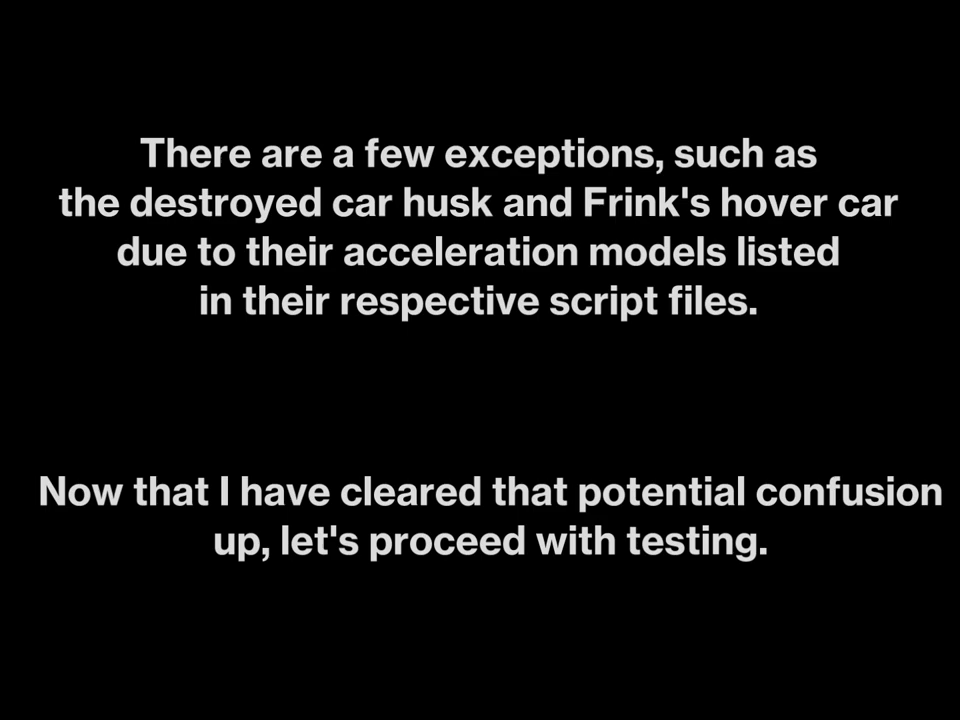 There are a few exceptions, such as
the destroyed car husk and Frink's hover car
due to their acceleration models listed
in their respective script files.
Now that I have cleared that potential confusion
up, let's proceed with testing.